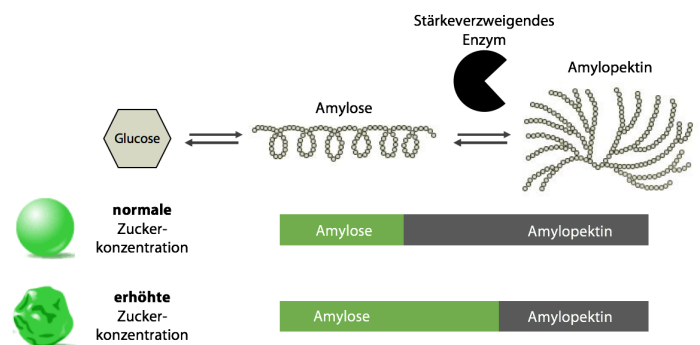 Stärkeverzweigendes
Enzym
Amylopektin
Amylose
Glucose
normale
Zucker-
konzentration
Amylose
Amylopektin
erhöhte
Zucker-
konzentration
Amylose
Amylopektin